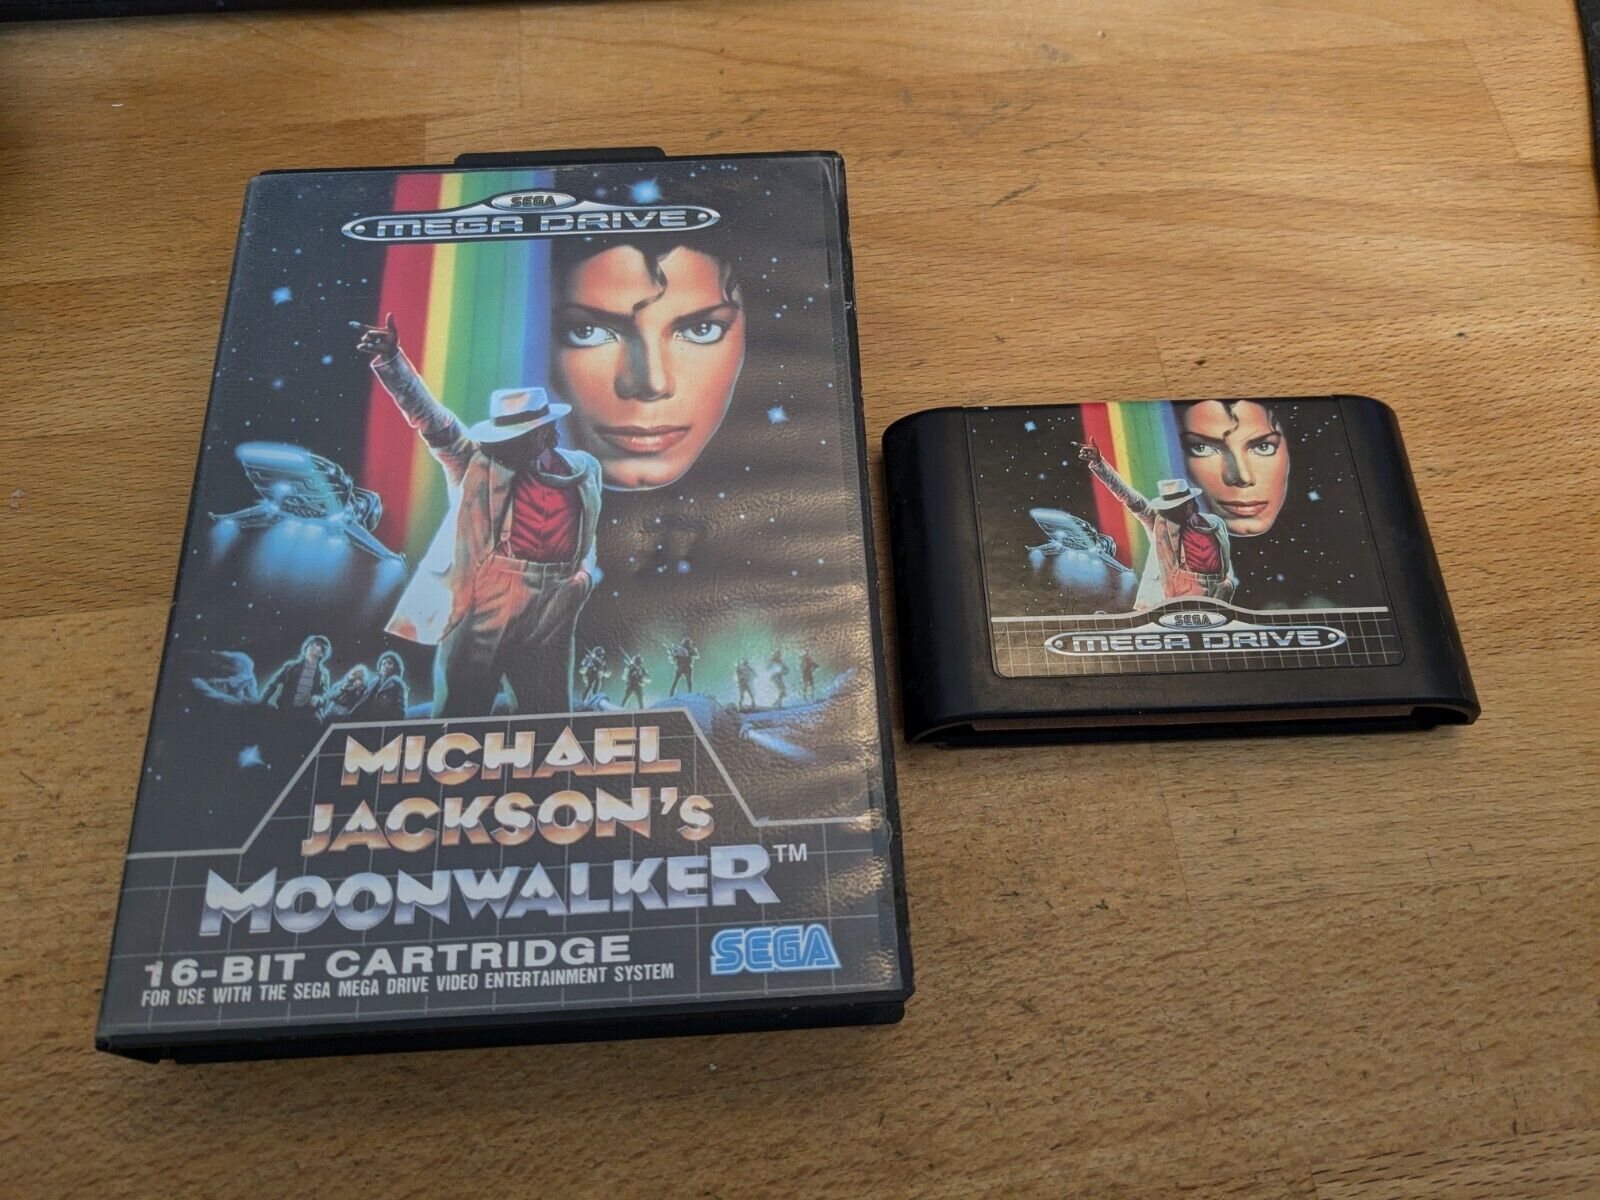 SEGA
MEGA DRIVE
MICHAEL
JACKSON'S
MOONWALKER™
16-BIT CARTRIDGE
FOR USE WITH THE SEGA MEGA DRIVE VIDEO ENTERTAINMENT SYSTEM
SEGA
SEGA
MEGA DRIVE